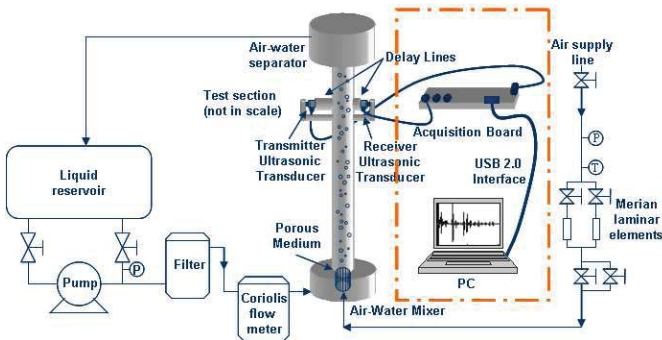 Air-water
separator
Delay Lines
Air supply
line
Test section
(not in scale)
Transmitter
Ultrasonic
Transducer
Receiver
Ultrasonic
Transducer
Acquisition Board
USB 2.0
Interface
P
T
Liquid
reservoir
Merian
laminar
elements
Porous
Medium
P
Pump
Filter
Coriolis
flow
meter
PC
Air-Water Mixer